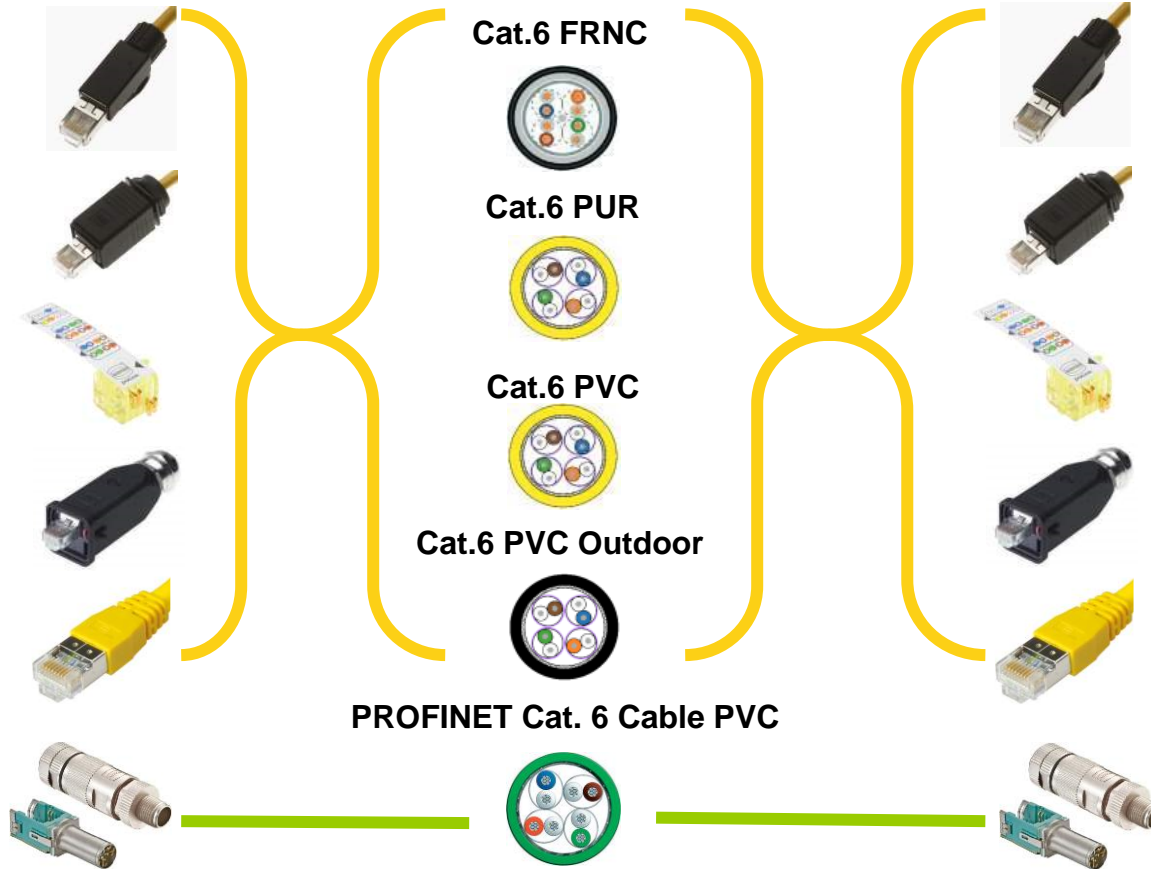 Cat.6 FRNC
Cat.6 PUR
Cat.6 PVC
Cat.6 PVC Outdoor
PROFINET Cat. 6 Cable PVC